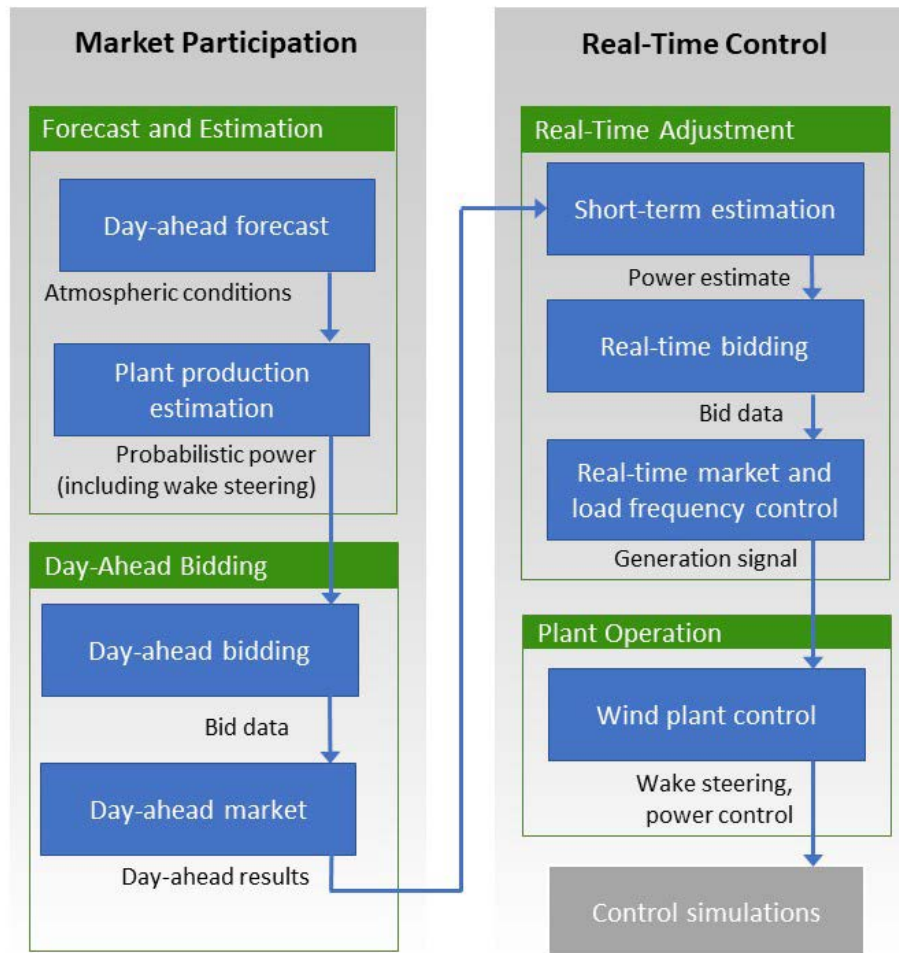 Market Participation
Forecast and Estimation
Day-ahead forecast
Atmospheric conditions
Plant production
estimation
Probabilistic power
(including wake steering)
Day-Ahead Bidding
Day-ahead bidding
Bid data
Day-ahead market
Day-ahead results
Real-Time Control
Real-Time Adjustment
Short-term estimation
Power estimate
Real-time bidding
Bid data
Real-time market and
load frequency control
Generation signal
Plant Operation
Wind plant control
Wake steering,
power control
Control simulations